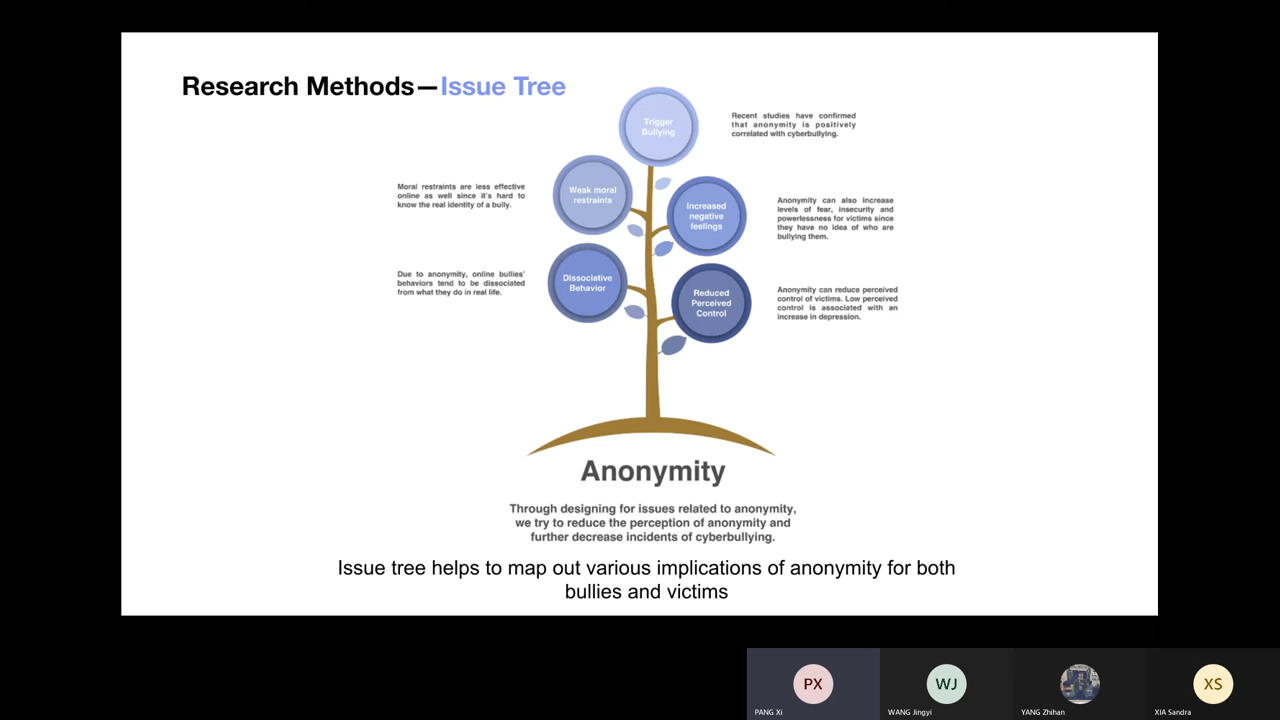 Research Methods—Issue Tree
Trigger
Bullying
Recent studies have confirmed
that anonymity is positively
correlated with cyberbullying.
Moral restraints are less effective
online as well since it's hard to
know the real identity of a bully.
Weak moral
restraints
Increased
negative
feelings
Anonymity can also increase
levels of fear, insecurity and
powerlessness for victims since
they have no idea of who are
bullying them.
Due to anonymity, online bullies'
behaviors tend to be dissociated
from what they do in real life.
Dissociative
Behavior
Reduced
Perceived
Control
Anonymity can reduce perceived
control of victims. Low perceived
control is associated with an
increase in depression.
Anonymity
Through designing for issues related to anonymity,
we try to reduce the perception of anonymity and
further decrease incidents of cyberbullying.
Issue tree helps to map out various implications of anonymity for both
bullies and victims
PX
WJ
XS
PANG Xi
WANG Jingyi
YANG Zhihan
XIA Sandra